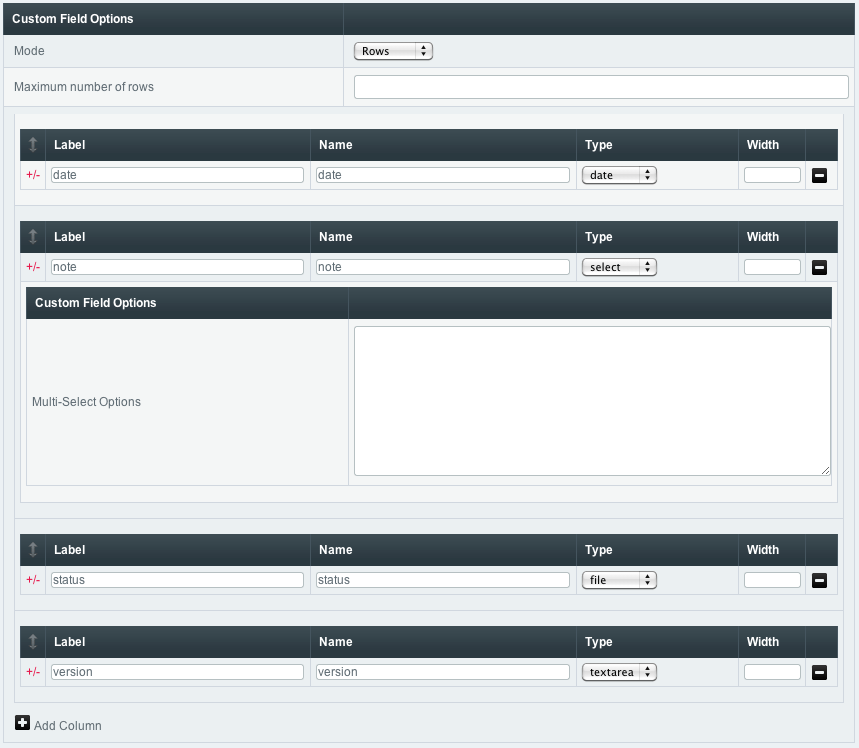 Custom Field Options
Mode Rows
Maximum number of rows
Label Name Type Width
+/- date date date
Label Name Type Width
+/- note note select
Custom Field Options
Multi-Select Options
Label Name Type Width
+/- status status file
Label Name Type Width
+/- version version textarea
Add Column